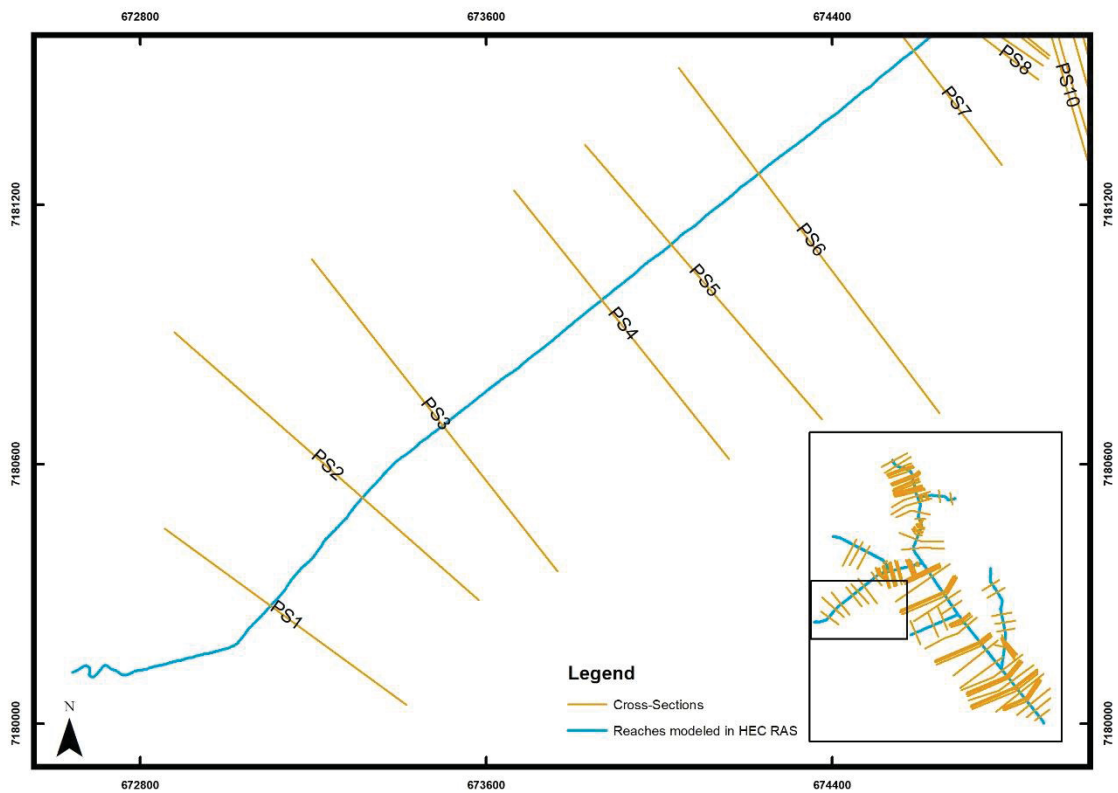 672800
673600
674400
PS8
PS10
PS7
7181200
7181200
PS6
PS5
PS4
PS3
PS2
7180600
7180600
PS1
Legend
Cross-Sections
Reaches modeled in HEC RAS
N
7180000
7180000
672800
673600
674400